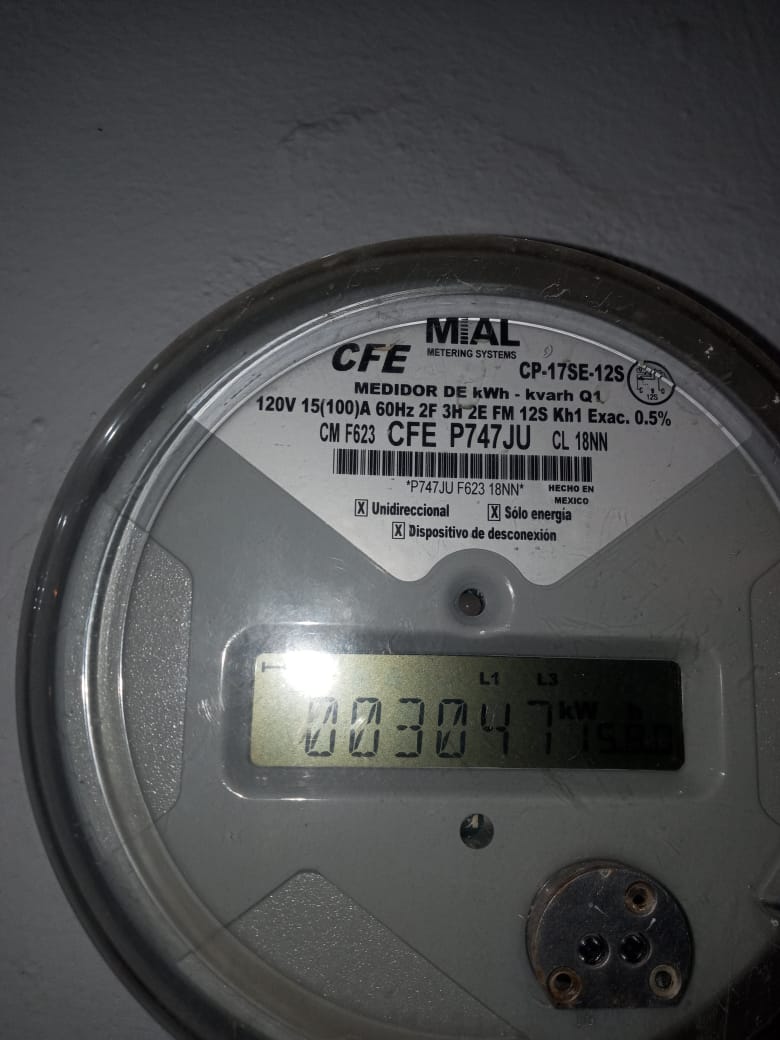 MIAL
METERING SYSTEMS
CFE
CP-17SE-12S
MEDIDOR DE kWh - kvarh Q1
120V 15(100)A 60Hz 2F 3H 2E FM 12S Kh1 Exac. 0.5%
CM F623 CFE P747JU CL 18NN
*P747JU F623 18NN*
HECHO EN
MEXICO
X Unidireccional X Sólo energía
X Dispositivo de desconexión
L1 L3
003047 kW h